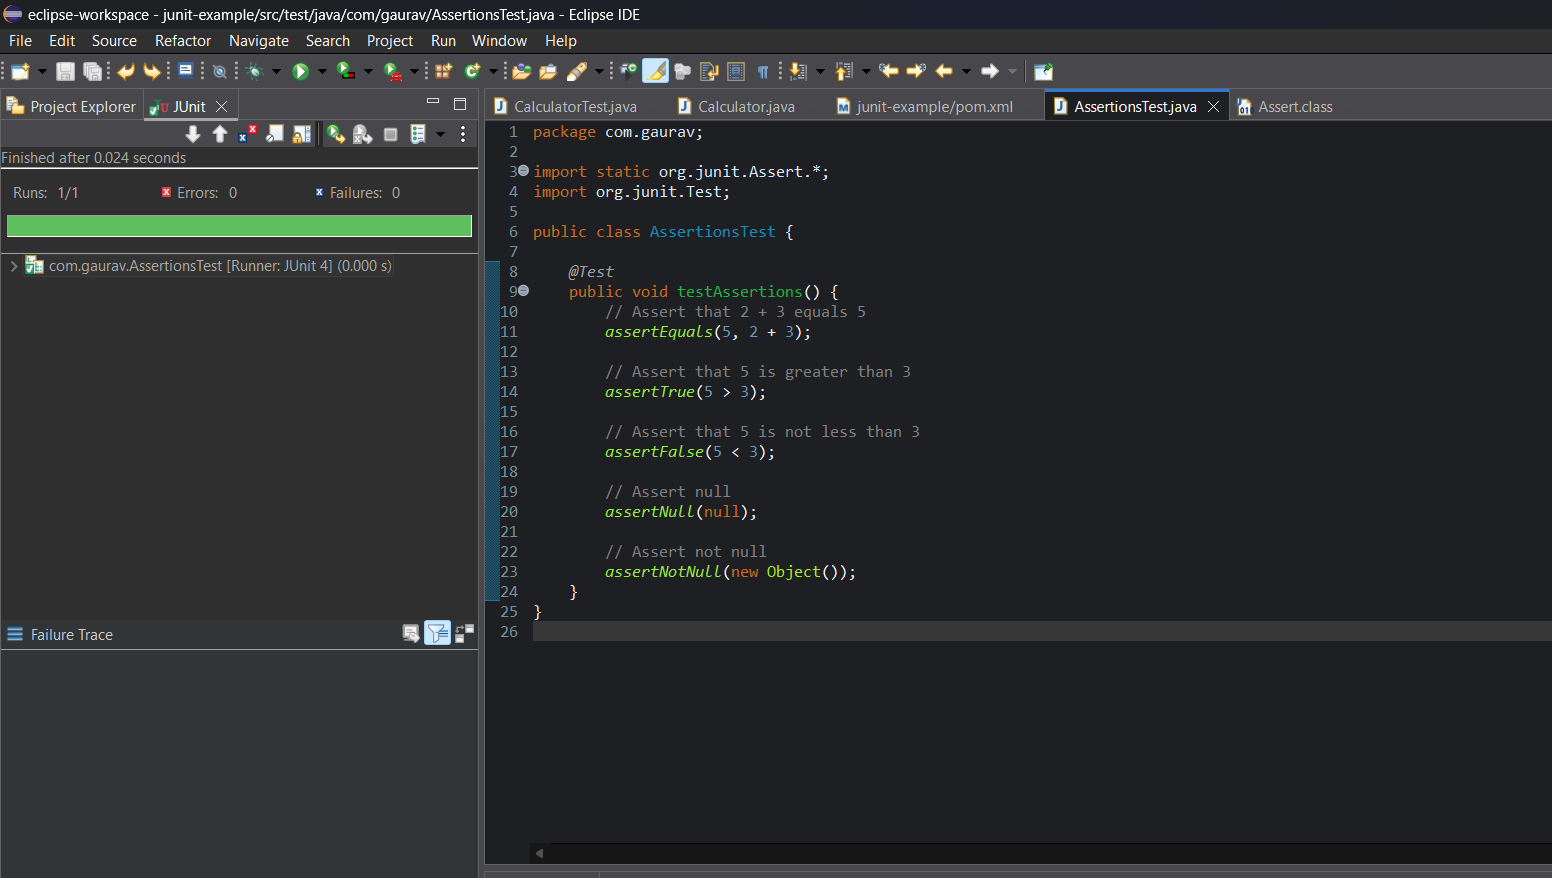 eclipse-workspace - junit-example/src/test/java/com/gaurav/AssertionsTest.java - Eclipse IDE
File Edit Source Refactor Navigate Search Project Run Window Help
Project Explorer JUnit
CalculatorTest.java Calculator.java junit-example/pom.xml AssertionsTest.java Assert.class
Finished after 0.024 seconds
Runs: 1/1 Errors: 0 Failures: 0
com.gaurav.AssertionsTest [Runner: JUnit 4] (0.000 s)
Failure Trace
1 package com.gaurav;
2
3 import static org.junit.Assert.*;
4 import org.junit.Test;
5
6 public class AssertionsTest {
7
8 @Test
9 public void testAssertions() {
10 // Assert that 2 + 3 equals 5
11 assertEquals(5, 2 + 3);
12
13 // Assert that 5 is greater than 3
14 assertTrue(5 > 3);
15
16 // Assert that 5 is not less than 3
17 assertFalse(5 < 3);
18
19 // Assert null
20 assertNull(null);
21
22 // Assert not null
23 assertNotNull(new Object());
24 }
25 }
26